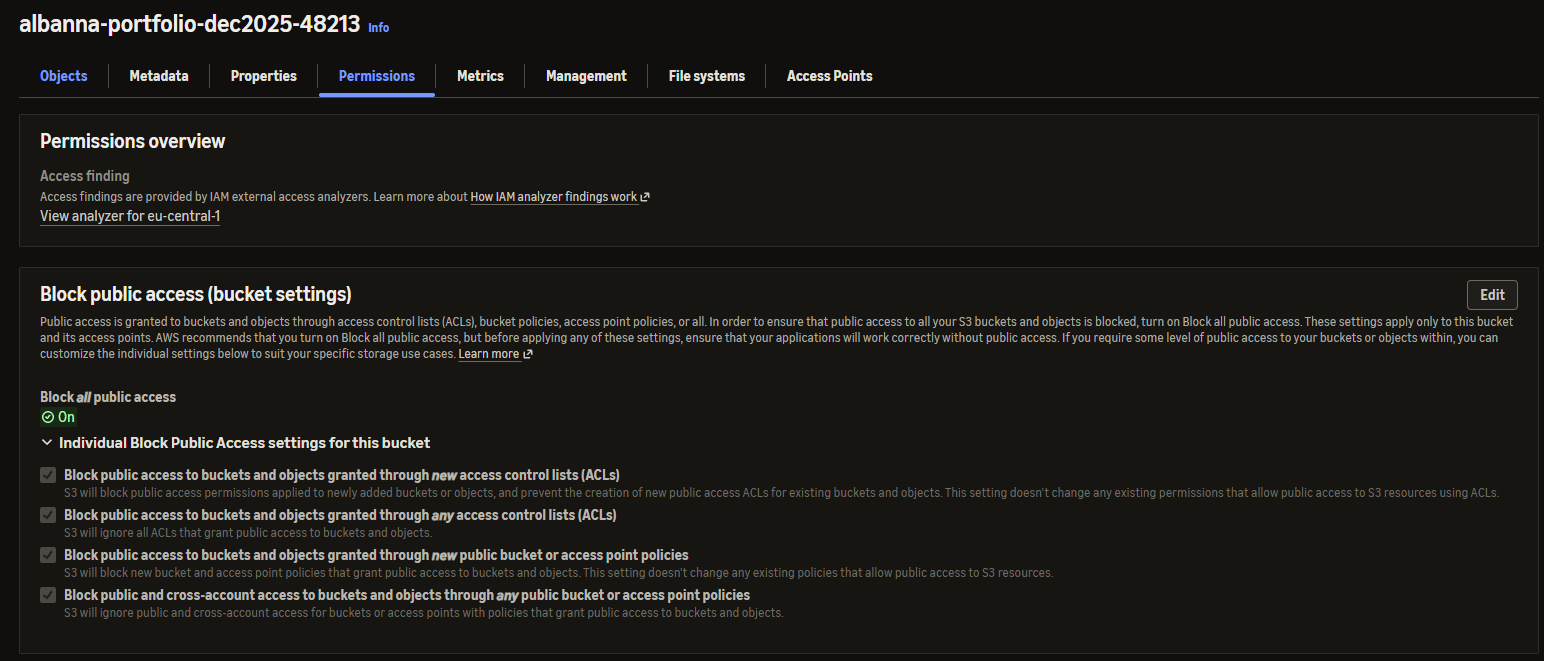 albanna-portfolio-dec2025-48213 Info
Objects Metadata Properties Permissions Metrics Management File systems Access Points
Permissions overview
Access finding
Access findings are provided by IAM external access analyzers. Learn more about How IAM analyzer findings work
View analyzer for eu-central-1
Block public access (bucket settings)
Edit
Public access is granted to buckets and objects through access control lists (ACLs), bucket policies, access point policies, or all. In order to ensure that public access to all your S3 buckets and objects is blocked, turn on Block all public access. These settings apply only to this bucket
and its access points. AWS recommends that you turn on Block all public access, but before applying any of these settings, ensure that your applications will work correctly without public access. If you require some level of public access to your buckets or objects within, you can
customize the individual settings below to suit your specific storage use cases. Learn more
Block all public access
On
Individual Block Public Access settings for this bucket
Block public access to buckets and objects granted through new access control lists (ACLs)
S3 will block public access permissions applied to newly added buckets or objects, and prevent the creation of new public access ACLs for existing buckets and objects. This setting doesn't change any existing permissions that allow public access to S3 resources using ACLs.
Block public access to buckets and objects granted through any access control lists (ACLs)
S3 will ignore all ACLs that grant public access to buckets and objects.
Block public access to buckets and objects granted through new public bucket or access point policies
S3 will block new bucket and access point policies that grant public access to buckets and objects. This setting doesn't change any existing policies that allow public access to S3 resources.
Block public and cross-account access to buckets and objects through any public bucket or access point policies
S3 will ignore public and cross-account access for buckets or access points with policies that grant public access to buckets and objects.